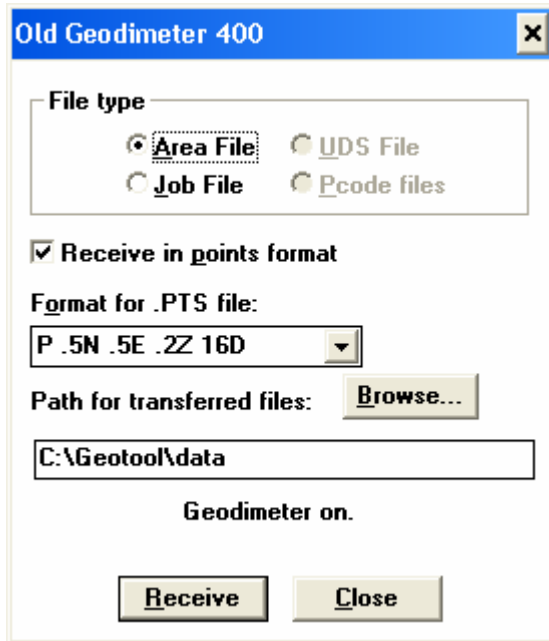 Old Geodimeter 400
File type
Area File UDS File
Job File Pcode files
Receive in points format
Format for .PTS file:
P .5N .5E .2Z 16D
Path for transferred files: Browse...
C:\Geotool\data
Geodimeter on.
Receive Close